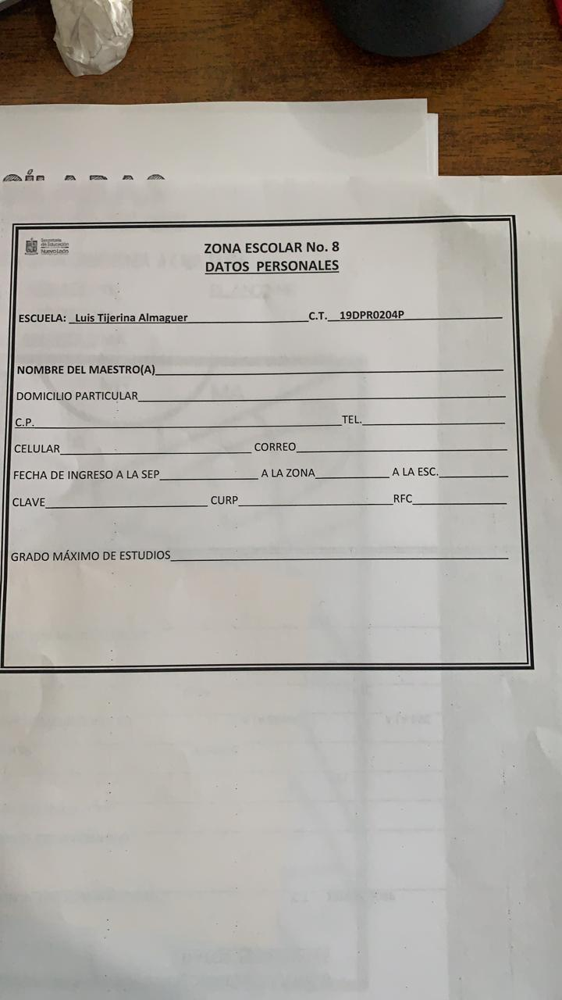 Secretaría
de Educación
Nuevo León
ZONA ESCOLAR No. 8
DATOS PERSONALES
ESCUELA: Luis Tijerina Almaguer C.T. 19DPR0204P
NOMBRE DEL MAESTRO(A)
DOMICILIO PARTICULAR
C.P. TEL.
CELULAR CORREO
FECHA DE INGRESO A LA SEP A LA ZONA A LA ESC.
CLAVE CURP RFC
GRADO MÁXIMO DE ESTUDIOS